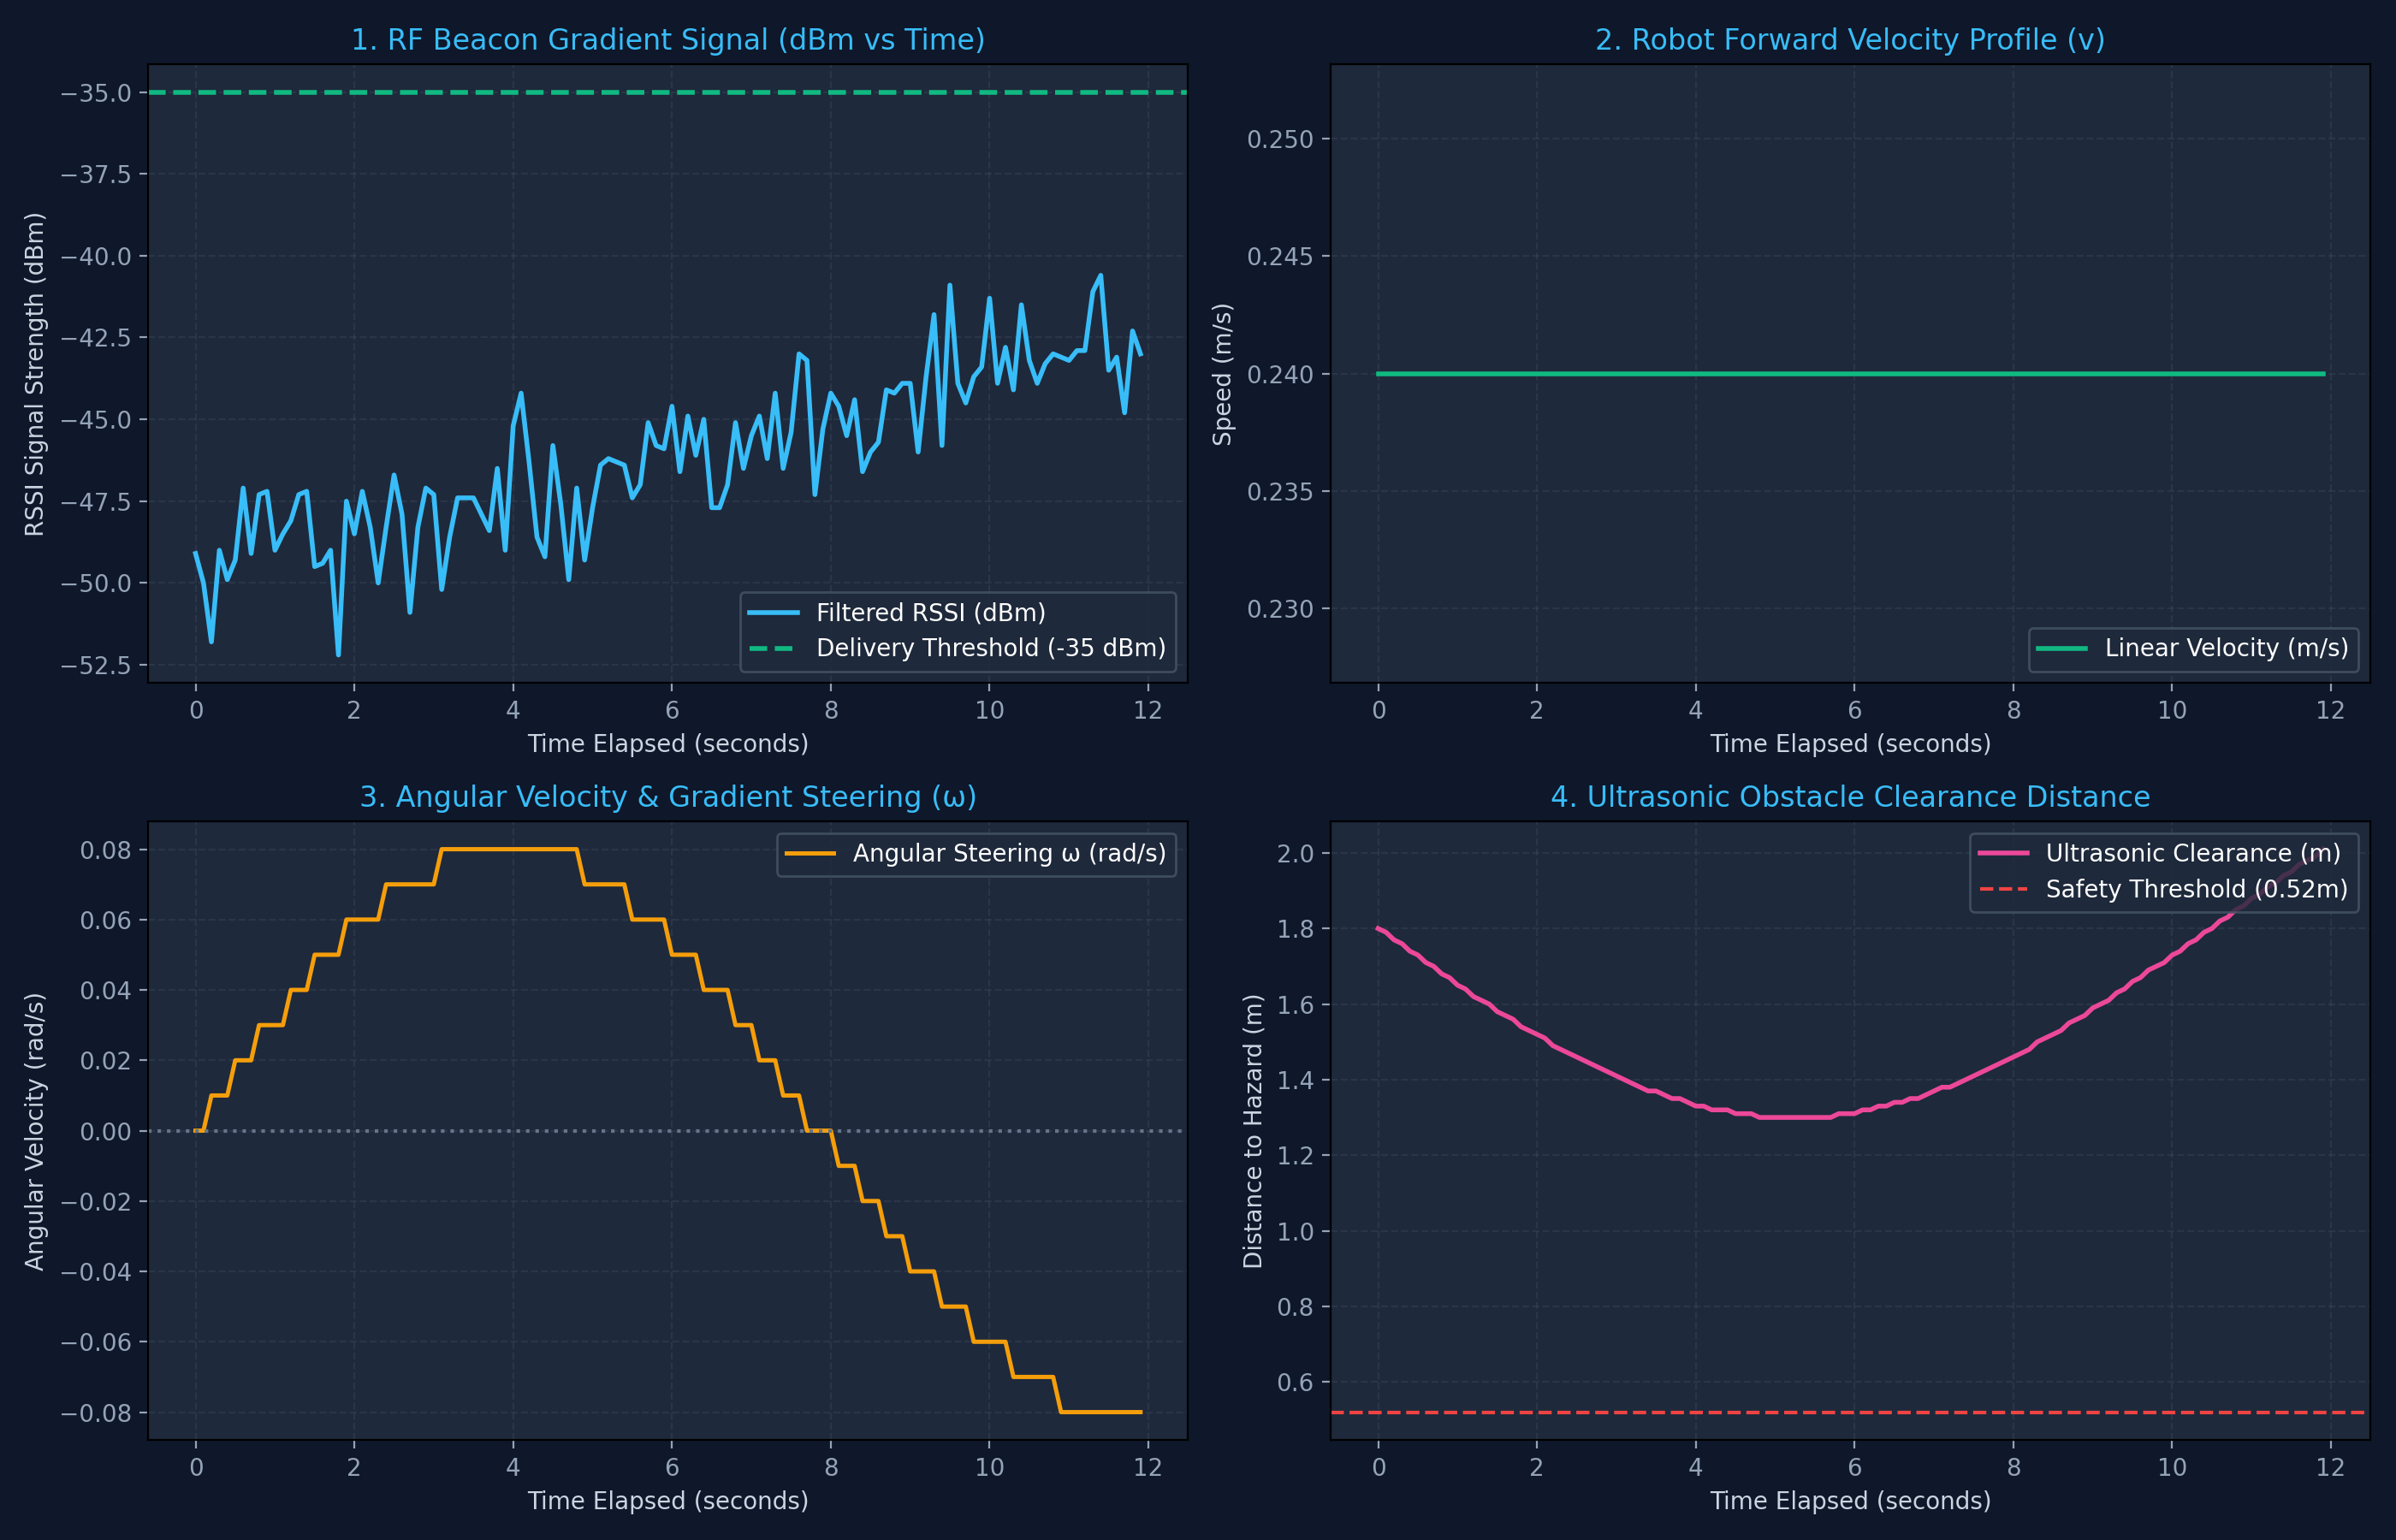 1. RF Beacon Gradient Signal (dBm vs Time)
RSSI Signal Strength (dBm)
−35.0
−37.5
−40.0
−42.5
−45.0
−47.5
−50.0
−52.5
Filtered RSSI (dBm)
Delivery Threshold (-35 dBm)
0 2 4 6 8 10 12
Time Elapsed (seconds)
2. Robot Forward Velocity Profile (v)
Speed (m/s)
0.250
0.245
0.240
0.235
0.230
Linear Velocity (m/s)
0 2 4 6 8 10 12
Time Elapsed (seconds)
3. Angular Velocity & Gradient Steering (ω)
Angular Velocity (rad/s)
Angular Steering ω (rad/s)
0.08
0.06
0.04
0.02
0.00
−0.02
−0.04
−0.06
−0.08
0 2 4 6 8 10 12
Time Elapsed (seconds)
4. Ultrasonic Obstacle Clearance Distance
Distance to Hazard (m)
Ultrasonic Clearance (m)
Safety Threshold (0.52m)
2.0
1.8
1.6
1.4
1.2
1.0
0.8
0.6
0 2 4 6 8 10 12
Time Elapsed (seconds)